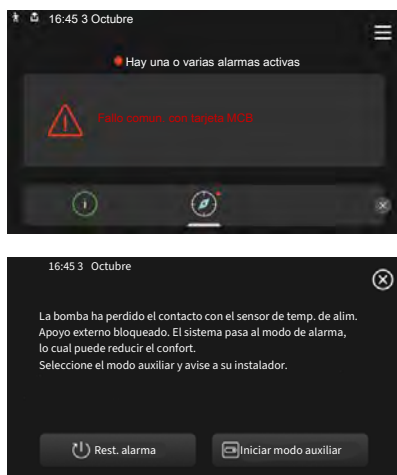 16:45 3 Octubre
Hay una o varias alarmas activas
Fallo comun. con tarjeta MCB
16:45 3 Octubre
La bomba ha perdido el contacto con el sensor de temp. de alim.
Apoyo externo bloqueado. El sistema pasa al modo de alarma,
lo cual puede reducir el confort.
Seleccione el modo auxiliar y avise a su instalador.
Rest. alarma
Iniciar modo auxiliar